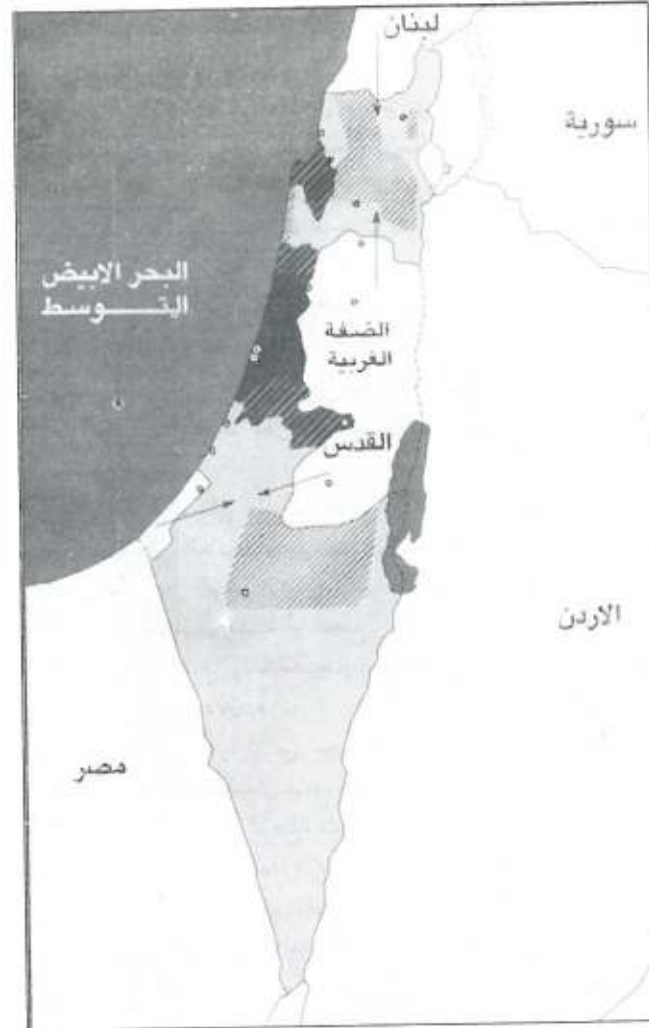 لبنان
سورية
البحر الابيض
المتوسط
الضفة
الغربية
القدس
الاردن
مصر